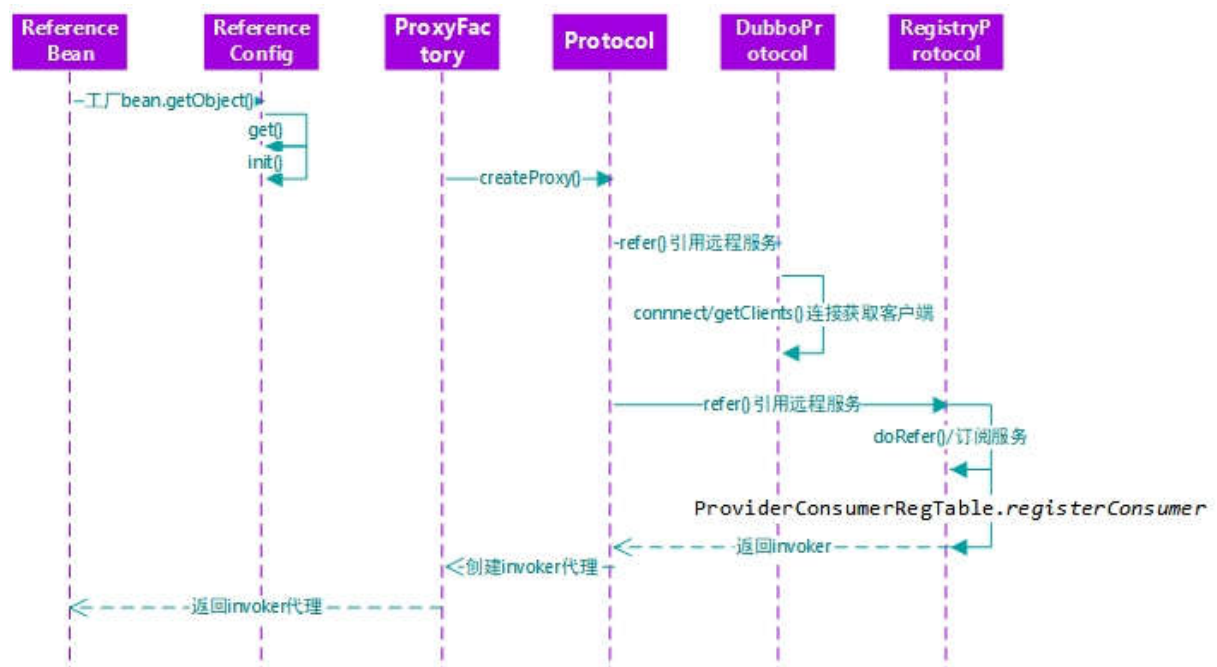 Reference
Bean
Reference
Config
ProxyFac
tory
Protocol
DubboPr
otocol
RegistryP
rotocol
工厂bean.getObject()
get()
init()
createProxy()
refer()引用远程服务
connnect/getClients()连接获取客户端
refer()引用远程服务
doRefer()/订阅服务
ProviderConsumerRegTable.registerConsumer
返回invoker
创建invoker代理
返回invoker代理